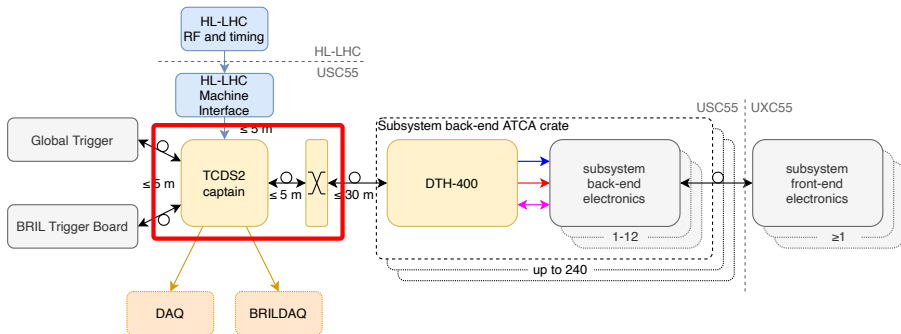 HL-LHC
RF and timing
HL-LHC
USC55
HL-LHC
Machine
Interface
≤ 5 m
Global Trigger
≤ 5 m
BRIL Trigger Board
TCDS2
captain
≤ 5 m
≤ 30 m
Subsystem back-end ATCA crate
DTH-400
subsystem
back-end
electronics
1-12
up to 240
USC55
UXC55
subsystem
front-end
electronics
≥1
DAQ
BRILDAQ